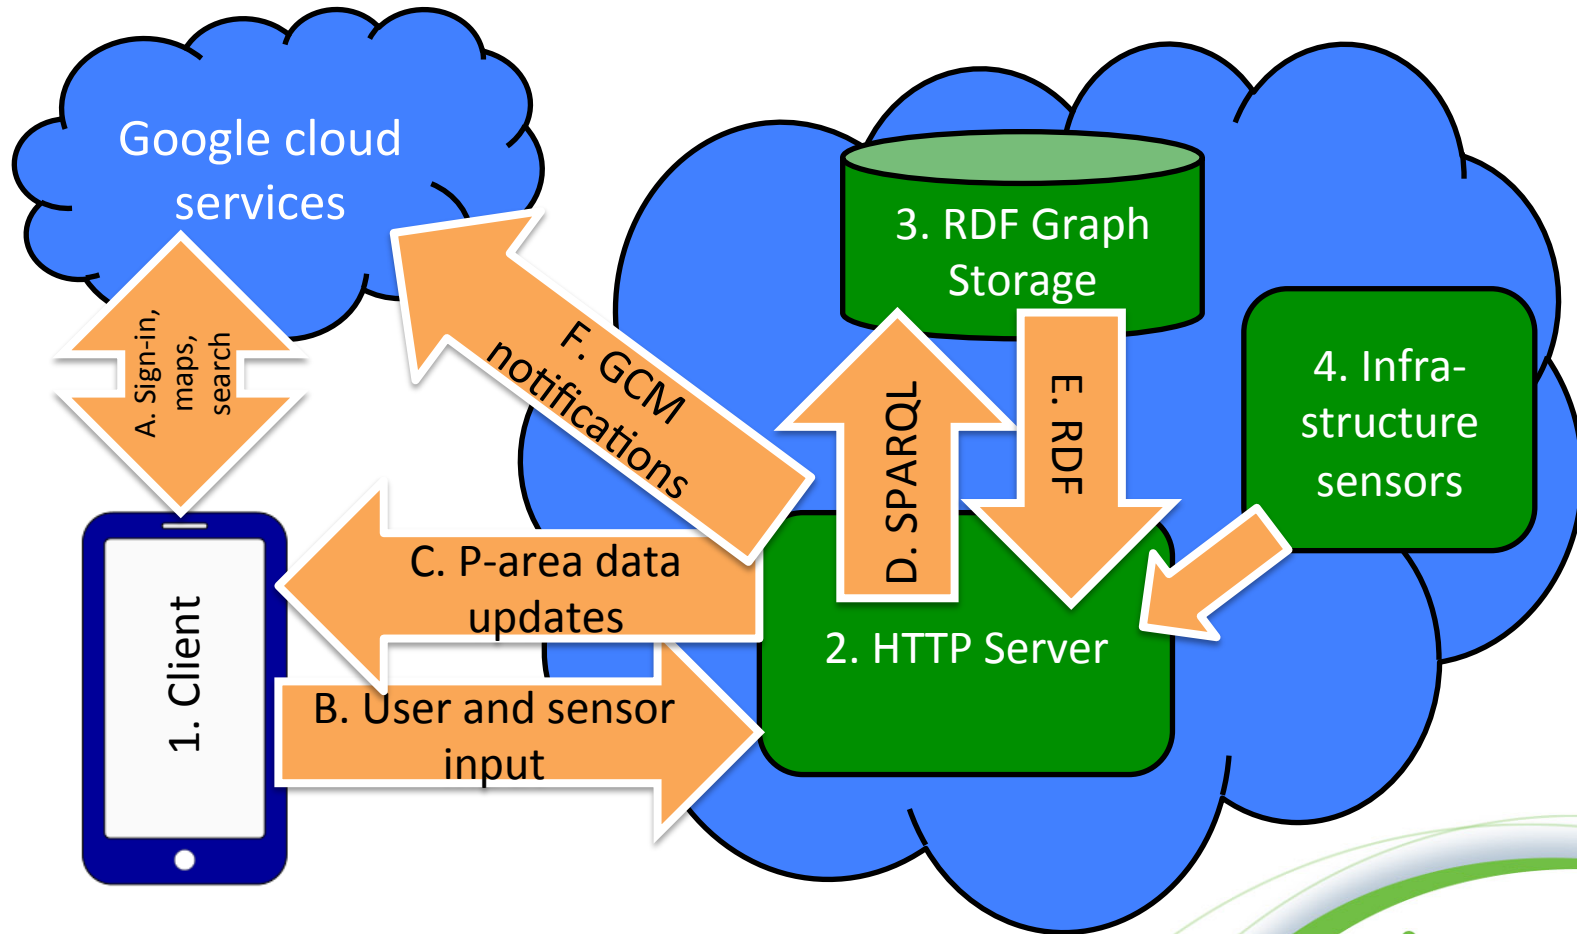 Google cloud
services
3. RDF Graph
Storage
4. Infra-
structure
sensors
A. Sign-in,
maps,
search
F. GCM
notifications
D. SPARQL
E. RDF
C. P-area data
updates
2. HTTP Server
B. User and sensor
input
1. Client